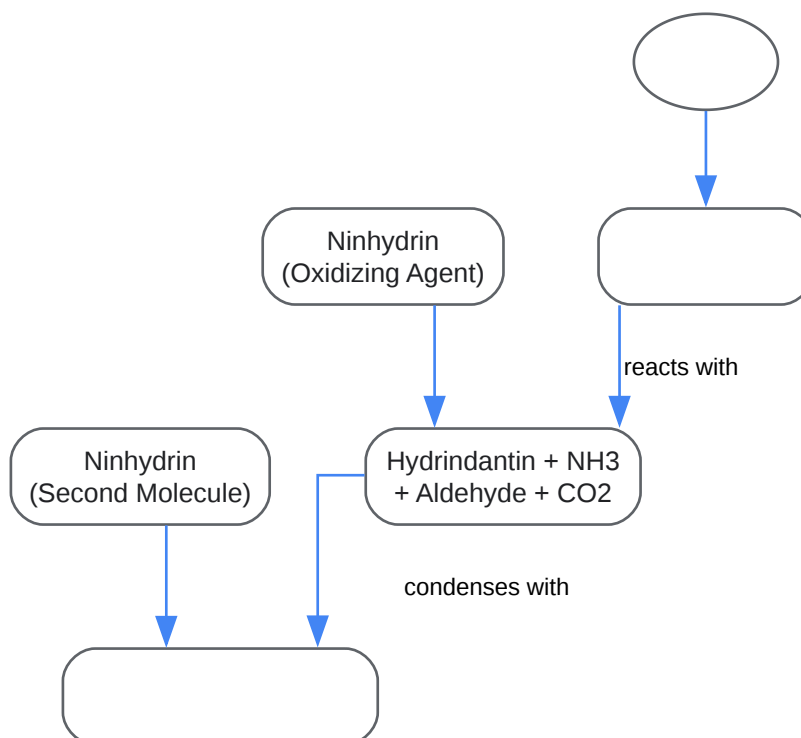 Ninhydrin
(Oxidizing Agent)
reacts with
Ninhydrin
(Second Molecule)
Hydrindantin + NH3
+ Aldehyde + CO2
condenses with